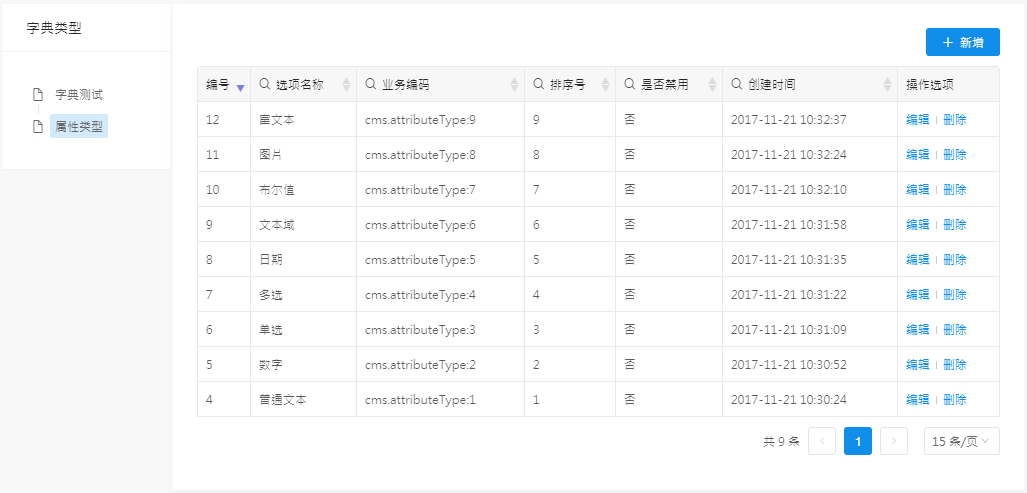 字典类型
字典测试
属性类型
新增
编号 选项名称 业务编码 排序号 是否禁用 创建时间 操作选项
12 富文本 cms.attributeType:9 9 否 2017-11-21 10:32:37 编辑 删除
11 图片 cms.attributeType:8 8 否 2017-11-21 10:32:24 编辑 删除
10 布尔值 cms.attributeType:7 7 否 2017-11-21 10:32:10 编辑 删除
9 文本域 cms.attributeType:6 6 否 2017-11-21 10:31:58 编辑 删除
8 日期 cms.attributeType:5 5 否 2017-11-21 10:31:35 编辑 删除
7 多选 cms.attributeType:4 4 否 2017-11-21 10:31:22 编辑 删除
6 单选 cms.attributeType:3 3 否 2017-11-21 10:31:09 编辑 删除
5 数字 cms.attributeType:2 2 否 2017-11-21 10:30:52 编辑 删除
4 普通文本 cms.attributeType:1 1 否 2017-11-21 10:30:24 编辑 删除
共 9 条 1 15 条/页